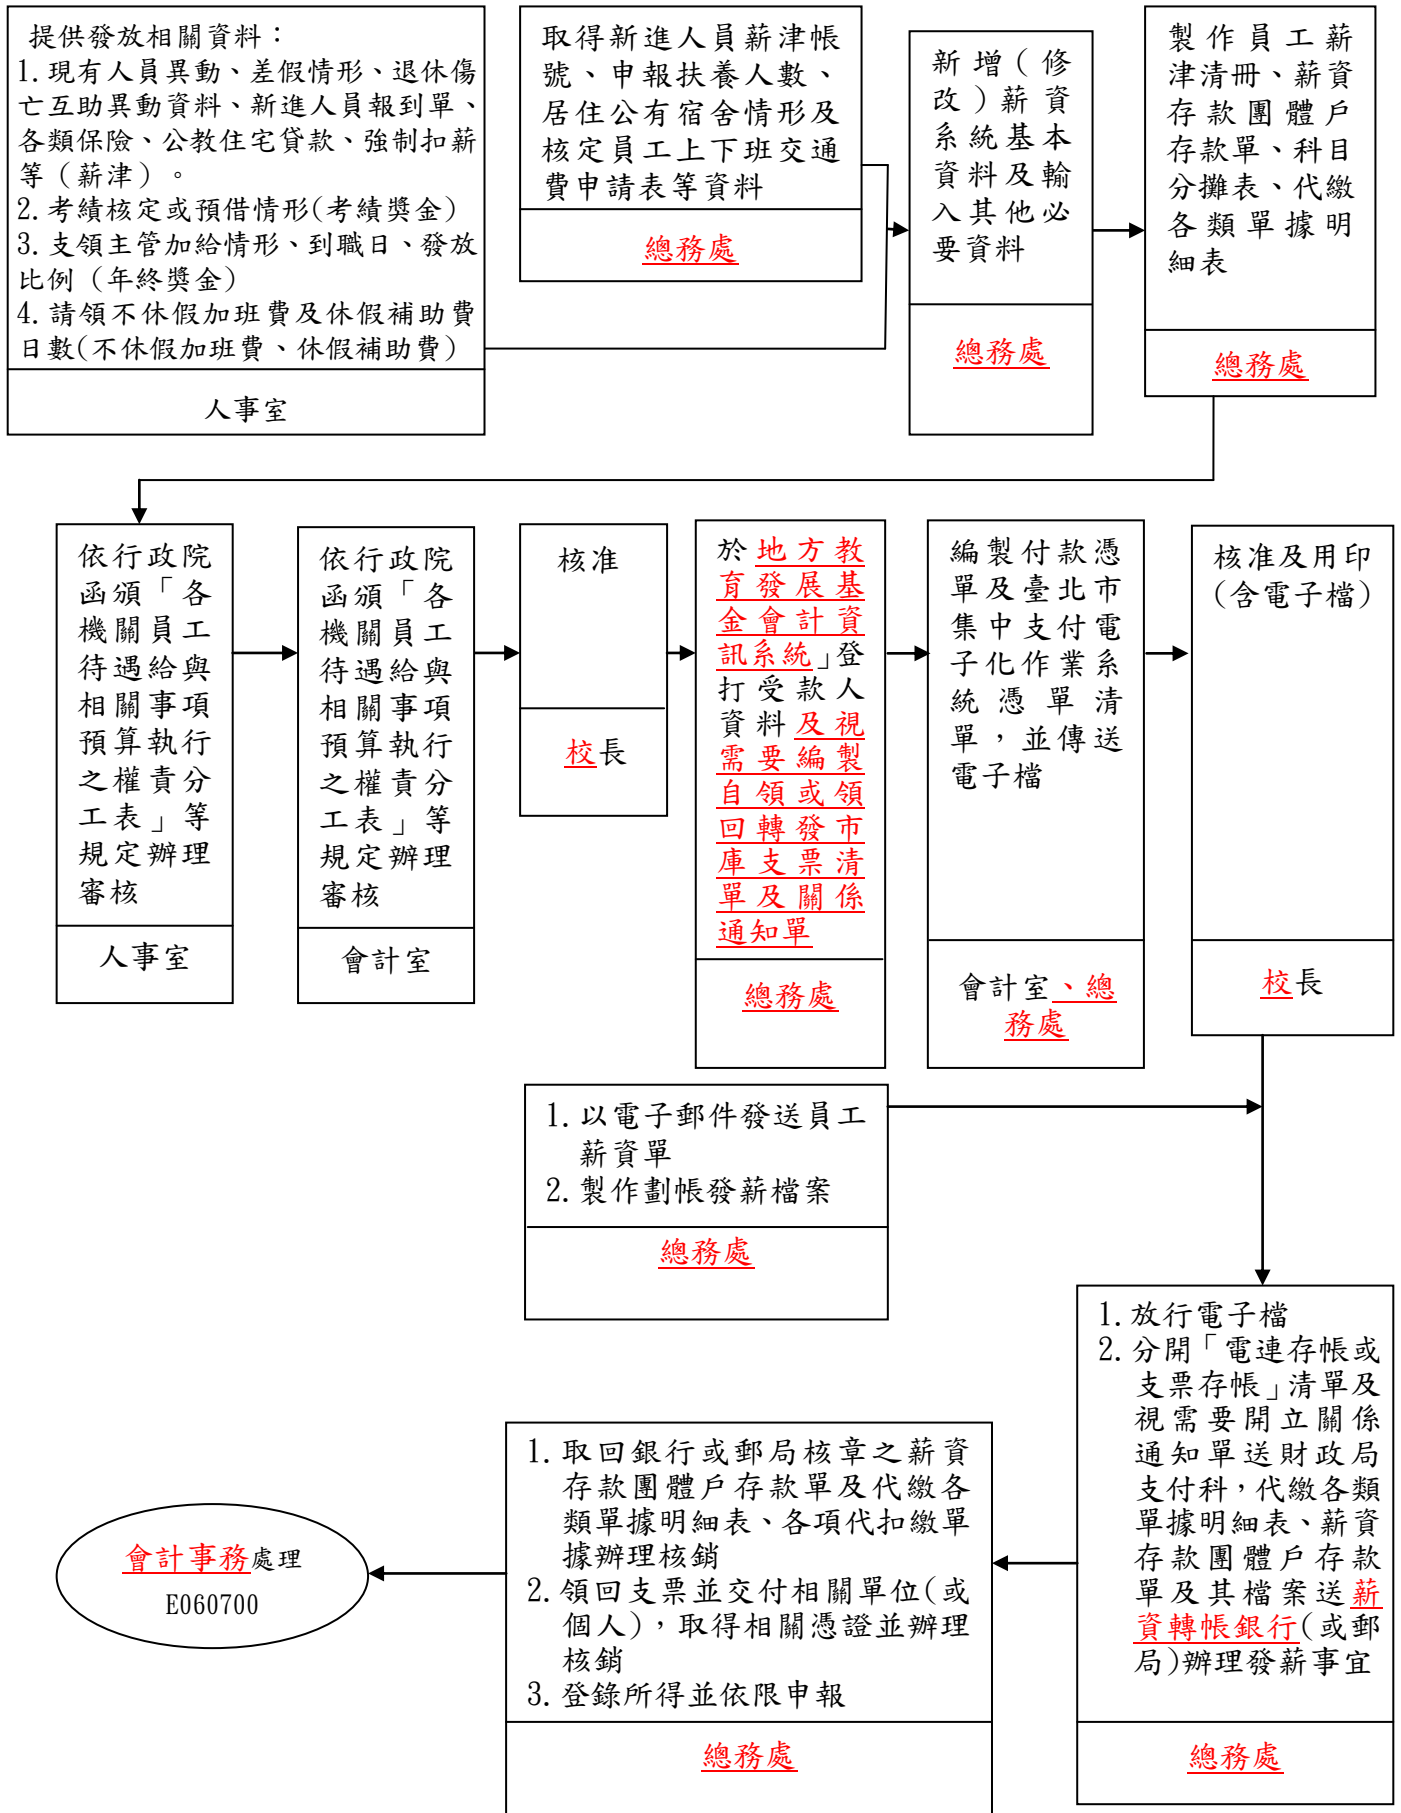 提供發放相關資料：
1.現有人員異動、差假情形、退休傷
亡互助異動資料、新進人員報到單、
各類保險、公教住宅貸款、強制扣薪
等（薪津）。
2.考績核定或預借情形(考績獎金)
3.支領主管加給情形、到職日、發放
比例（年終獎金）
4.請領不休假加班費及休假補助費
日數(不休假加班費、休假補助費)
人事室
取得新進人員薪津帳
號、申報扶養人數、
居住公有宿舍情形及
核定員工上下班交通
費申請表等資料
總務處
新增（修
改）薪資
系統基本
資料及輸
入其他必
要資料
總務處
製作員工薪
津清冊、薪資
存款團體戶
存款單、科目
分攤表、代繳
各類單據明
細表
總務處
依行政院
函頒「各
機關員工
待遇給與
相關事項
預算執行
之權責分
工表」等
規定辦理
審核
人事室
依行政院
函頒「各
機關員工
待遇給與
相關事項
預算執行
之權責分
工表」等
規定辦理
審核
會計室
核准
校長
於地方教
育發展基
金會計資
訊系統」登
打受款人
資料及視
需要編製
自領或領
回轉發市
庫支票清
單及關係
通知單
總務處
編製付款憑
單及臺北市
集中支付電
子化作業系
統憑單清
單，並傳送
電子檔
會計室、總
務處
核准及用印
(含電子檔)
校長
1.以電子郵件發送員工
薪資單
2.製作劃帳發薪檔案
總務處
1.放行電子檔
2.分開「電連存帳或
支票存帳」清單及
視需要開立關係
通知單送財政局
支付科，代繳各類
單據明細表、薪資
存款團體戶存款
單及其檔案送薪
資轉帳銀行(或郵
局)辦理發薪事宜
總務處
1.取回銀行或郵局核章之薪資
存款團體戶存款單及代繳各
類單據明細表、各項代扣繳單
據辦理核銷
2.領回支票並交付相關單位(或
個人)，取得相關憑證並辦理
核銷
3.登錄所得並依限申報
總務處
會計事務處理
E060700